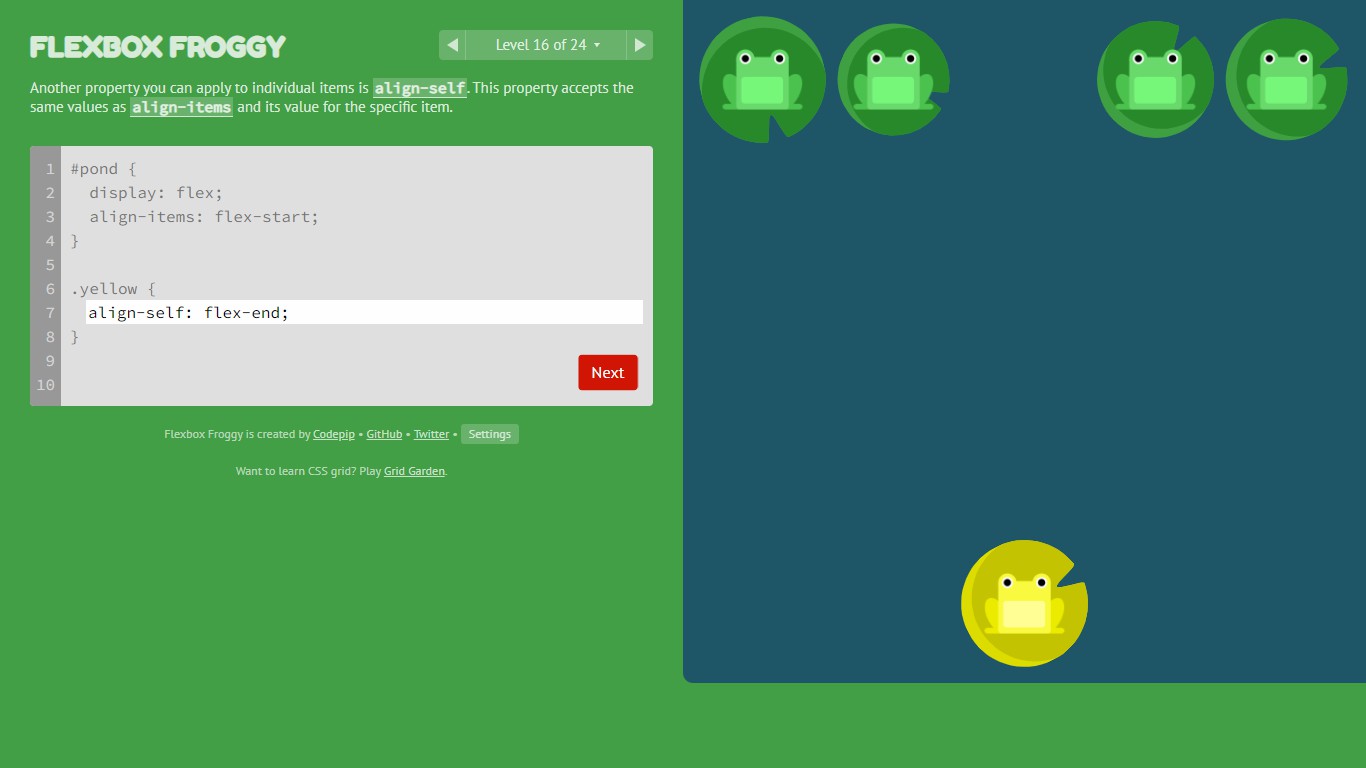 FLEXBOX FROGGY
Level 16 of 24
Another property you can apply to individual items is align-self. This property accepts the
same values as align-items and its value for the specific item.
1 #pond {
2 display: flex;
3 align-items: flex-start;
4 }
5
6 .yellow {
7 align-self: flex-end;
8 }
9
10
Next
Flexbox Froggy is created by Codepip • GitHub • Twitter • Settings
Want to learn CSS grid? Play Grid Garden.